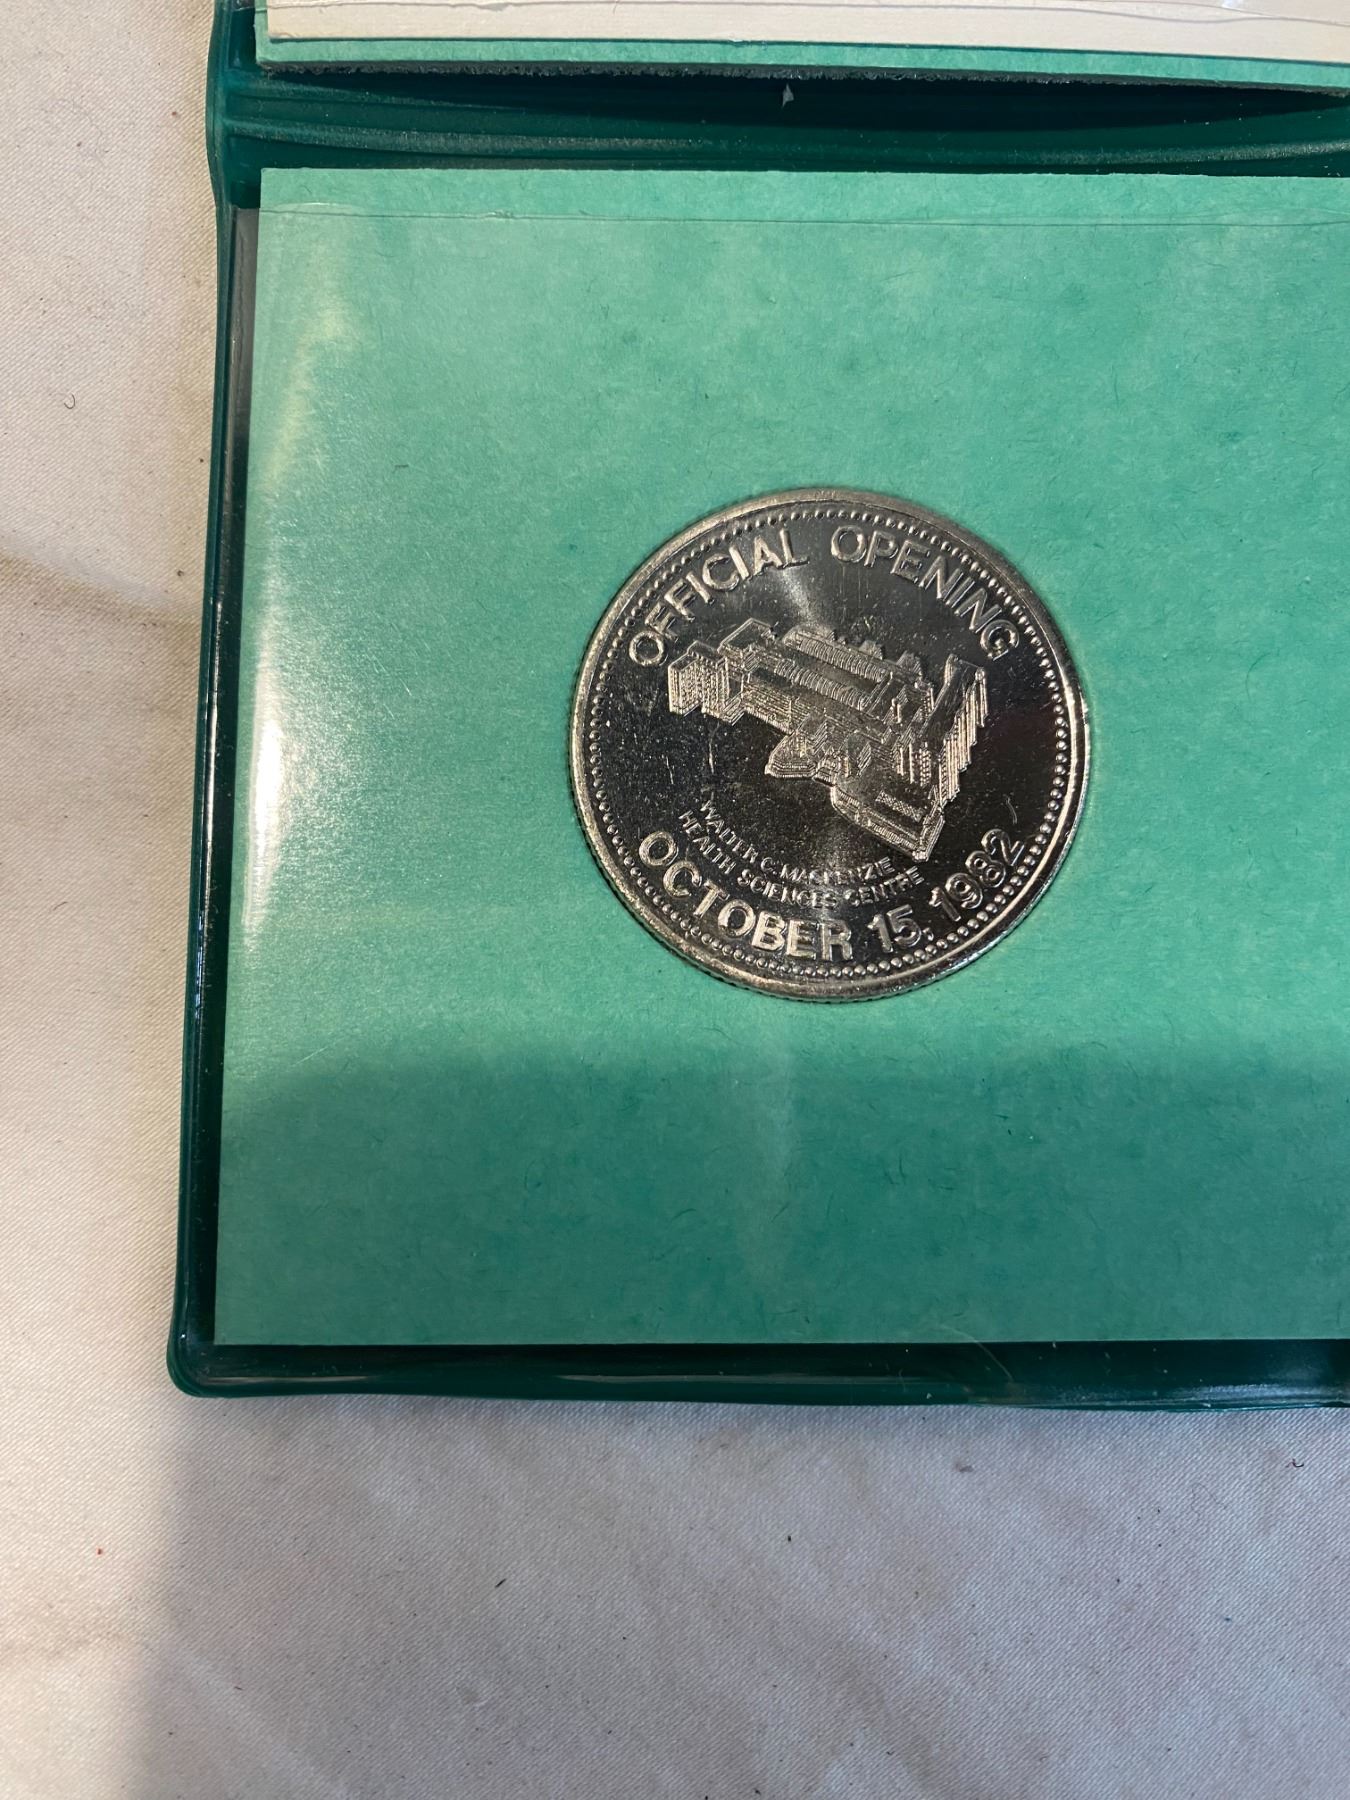 OFFICIAL OPENING
WALTER C. MACKENZIE
HEALTH SCIENCES CENTRE
OCTOBER 15, 1982